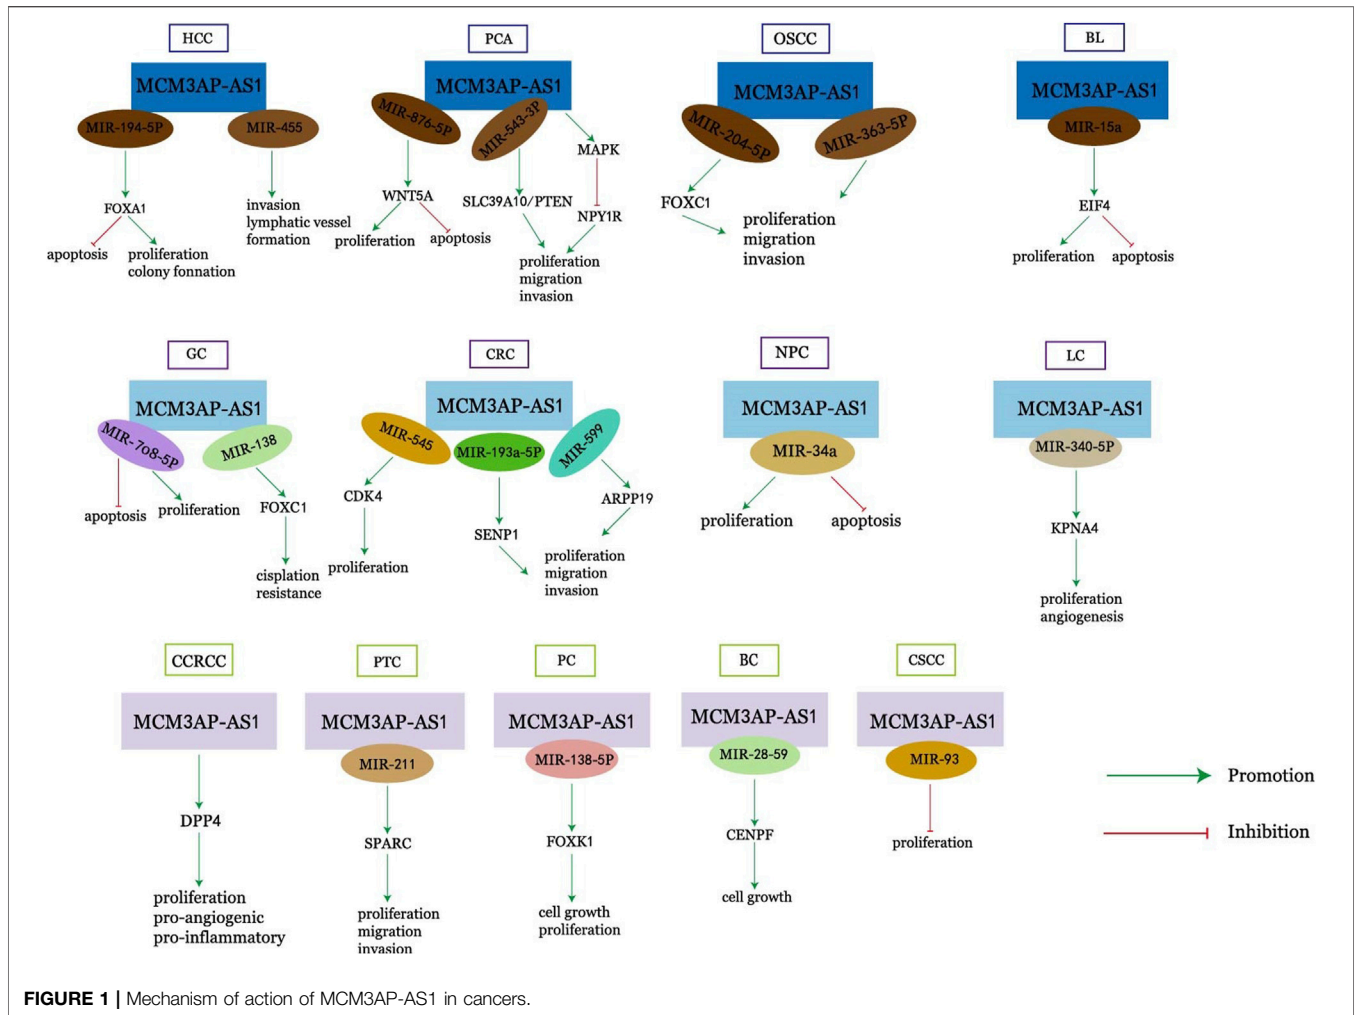 HCC
MCM3AP-AS1
MIR-194-5P
MIR-455
FOXA1
apoptosis
proliferation
colony fonnation
invasion
lymphatic vessel
formation
PCA
MCM3AP-AS1
MIR-876-5P
MIR-543-3P
MAPK
WNT5A
SLC39A10/PTEN
NPY1R
proliferation
apoptosis
proliferation
migration
invasion
OSCC
MCM3AP-AS1
MIR-204-5P
MIR-363-5P
FOXC1
proliferation
migration
invasion
BL
MCM3AP-AS1
MIR-15a
EIF4
proliferation
apoptosis
GC
MCM3AP-AS1
MIR-7o8-5P
MIR-138
apoptosis
proliferation
FOXC1
cisplation
resistance
CRC
MCM3AP-AS1
MIR-545
MIR-193a-5P
MIR-599
CDK4
SENP1
ARPP19
proliferation
proliferation
migration
invasion
NPC
MCM3AP-AS1
MIR-34a
proliferation
apoptosis
LC
MCM3AP-AS1
MIR-340-5P
KPNA4
proliferation
angiogenesis
CCRCC
MCM3AP-AS1
DPP4
proliferation
pro-angiogenic
pro-inflammatory
PTC
MCM3AP-AS1
MIR-211
SPARC
proliferation
migration
invasion
PC
MCM3AP-AS1
MIR-138-5P
FOXK1
cell growth
proliferation
BC
MCM3AP-AS1
MIR-28-59
CENPF
cell growth
CSCC
MCM3AP-AS1
MIR-93
proliferation
Promotion
Inhibition
FIGURE 1 | Mechanism of action of MCM3AP-AS1 in cancers.